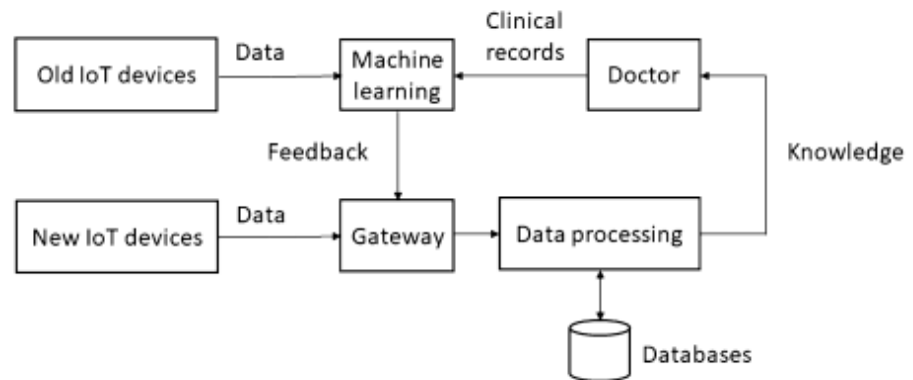 Clinical
records
Data
Old IoT devices
Machine
learning
Doctor
Feedback
Knowledge
Data
New IoT devices
Gateway
Data processing
Databases